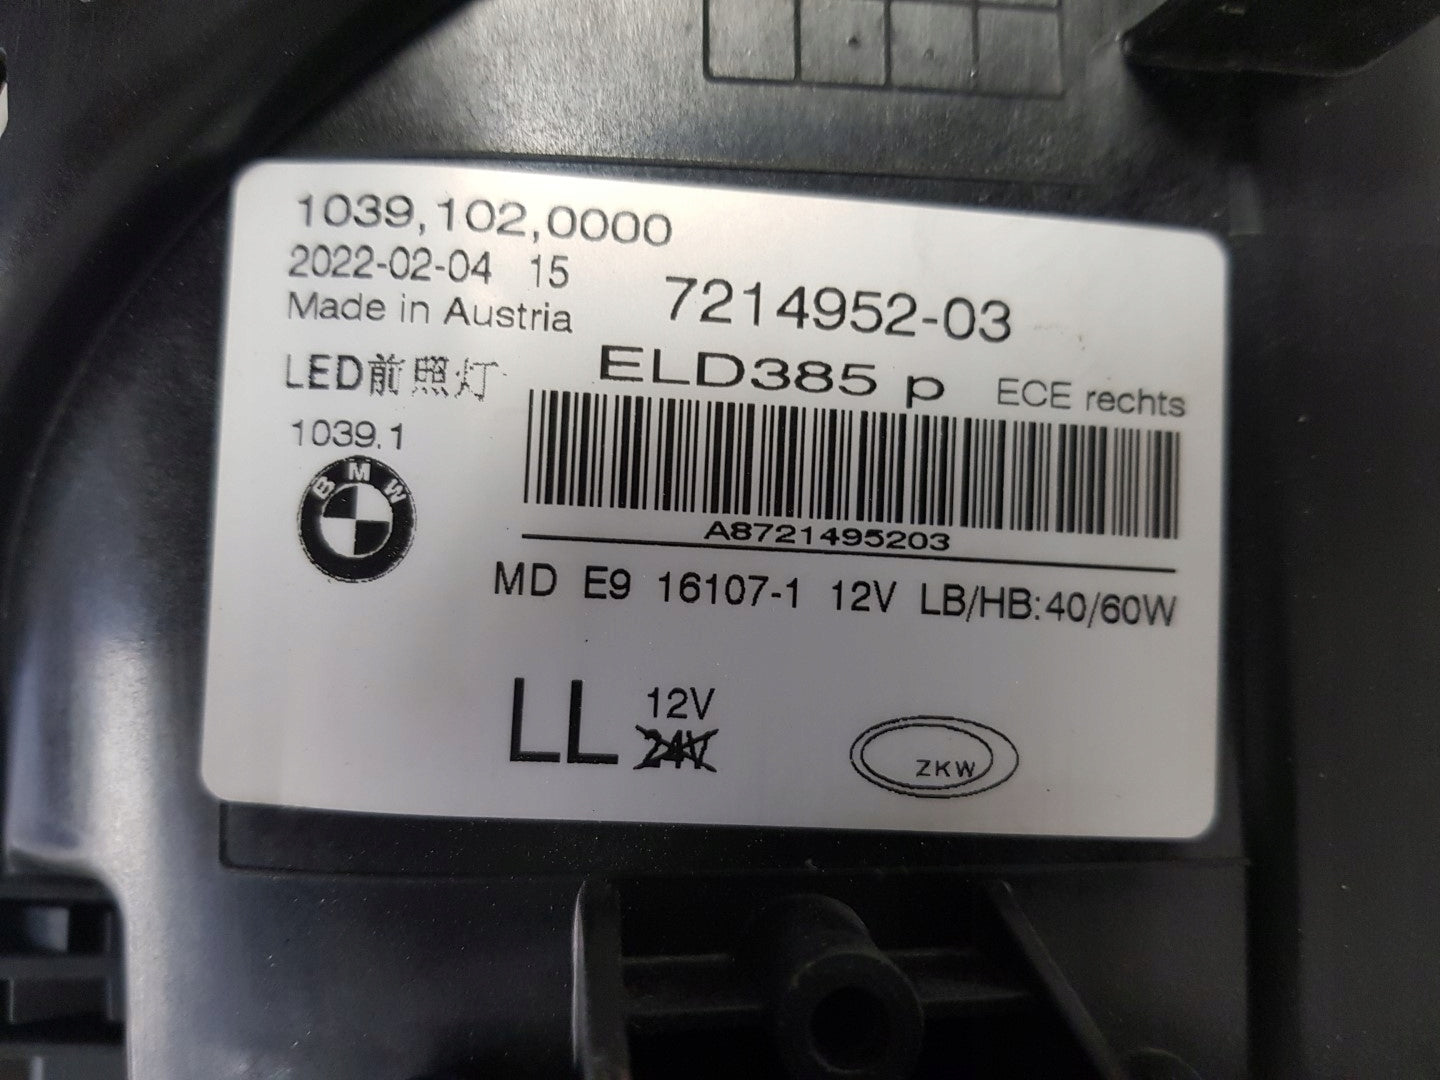 1039,102,0000
2022-02-04 15
Made in Austria
7214952-03
LED前照灯
ELD385 p
ECE rechts
1039.1
BMW
A8721495203
MD E9 16107-1 12V LB/HB:40/60W
LL
12V
24V
ZKW